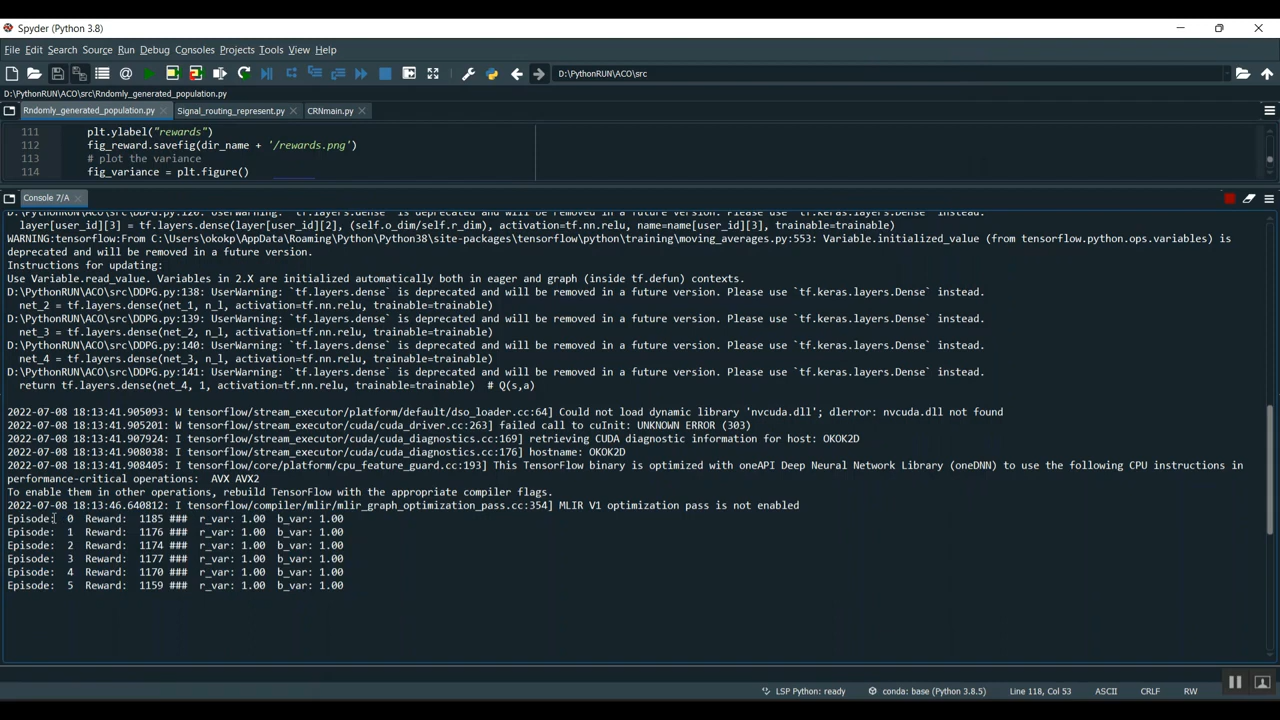 Spyder (Python 3.8)
File Edit Search Source Run Debug Consoles Projects Tools View Help
D:\PythonRUN\ACO\src
D:\PythonRUN\ACO\src\Rndomly_generated_population.py
Rndomly_generated_population.py Signal_routing_represent.py CRNmain.py
111 plt.ylabel("rewards")
112 fig_reward.savefig(dir_name + '/rewards.png')
113 # plot the variance
114 fig_variance = plt.figure()
Console 7/A
D:\PythonRUN\ACO\src\DDPG.py:120: UserWarning: `tf.layers.dense` is deprecated and will be removed in a future version. Please use `tf.keras.layers.Dense` instead.
layer[user_id][3] = tf.layers.dense(layer[user_id][2], (self.o_dim/self.r_dim), activation=tf.nn.relu, name=name[user_id][3], trainable=trainable)
WARNING:tensorflow:From C:\Users\okokp\AppData\Roaming\Python\Python38\site-packages\tensorflow\python\training\moving_averages.py:553: Variable.initialized_value (from tensorflow.python.ops.variables) is
deprecated and will be removed in a future version.
Instructions for updating:
Use Variable.read_value. Variables in 2.X are initialized automatically both in eager and graph (inside tf.defun) contexts.
D:\PythonRUN\ACO\src\DDPG.py:138: UserWarning: `tf.layers.dense` is deprecated and will be removed in a future version. Please use `tf.keras.layers.Dense` instead.
net_2 = tf.layers.dense(net_1, n_l, activation=tf.nn.relu, trainable=trainable)
D:\PythonRUN\ACO\src\DDPG.py:139: UserWarning: `tf.layers.dense` is deprecated and will be removed in a future version. Please use `tf.keras.layers.Dense` instead.
net_3 = tf.layers.dense(net_2, n_l, activation=tf.nn.relu, trainable=trainable)
D:\PythonRUN\ACO\src\DDPG.py:140: UserWarning: `tf.layers.dense` is deprecated and will be removed in a future version. Please use `tf.keras.layers.Dense` instead.
net_4 = tf.layers.dense(net_3, n_l, activation=tf.nn.relu, trainable=trainable)
D:\PythonRUN\ACO\src\DDPG.py:141: UserWarning: `tf.layers.dense` is deprecated and will be removed in a future version. Please use `tf.keras.layers.Dense` instead.
return tf.layers.dense(net_4, 1, activation=tf.nn.relu, trainable=trainable) # Q(s,a)
2022-07-08 18:13:41.905093: W tensorflow/stream_executor/platform/default/dso_loader.cc:64] Could not load dynamic library 'nvcuda.dll'; dlerror: nvcuda.dll not found
2022-07-08 18:13:41.905201: W tensorflow/stream_executor/cuda/cuda_driver.cc:263] failed call to cuInit: UNKNOWN ERROR (303)
2022-07-08 18:13:41.907924: I tensorflow/stream_executor/cuda/cuda_diagnostics.cc:169] retrieving CUDA diagnostic information for host: OKOK2D
2022-07-08 18:13:41.908038: I tensorflow/stream_executor/cuda/cuda_diagnostics.cc:176] hostname: OKOK2D
2022-07-08 18:13:41.908405: I tensorflow/core/platform/cpu_feature_guard.cc:193] This TensorFlow binary is optimized with oneAPI Deep Neural Network Library (oneDNN) to use the following CPU instructions in
performance-critical operations: AVX AVX2
To enable them in other operations, rebuild TensorFlow with the appropriate compiler flags.
2022-07-08 18:13:46.640812: I tensorflow/compiler/mlir/mlir_graph_optimization_pass.cc:354] MLIR V1 optimization pass is not enabled
Episode: 0 Reward: 1185 ### r_var: 1.00 b_var: 1.00
Episode: 1 Reward: 1176 ### r_var: 1.00 b_var: 1.00
Episode: 2 Reward: 1174 ### r_var: 1.00 b_var: 1.00
Episode: 3 Reward: 1177 ### r_var: 1.00 b_var: 1.00
Episode: 4 Reward: 1170 ### r_var: 1.00 b_var: 1.00
Episode: 5 Reward: 1159 ### r_var: 1.00 b_var: 1.00
LSP Python: ready conda: base (Python 3.8.5) Line 118, Col 53 ASCII CRLF RW